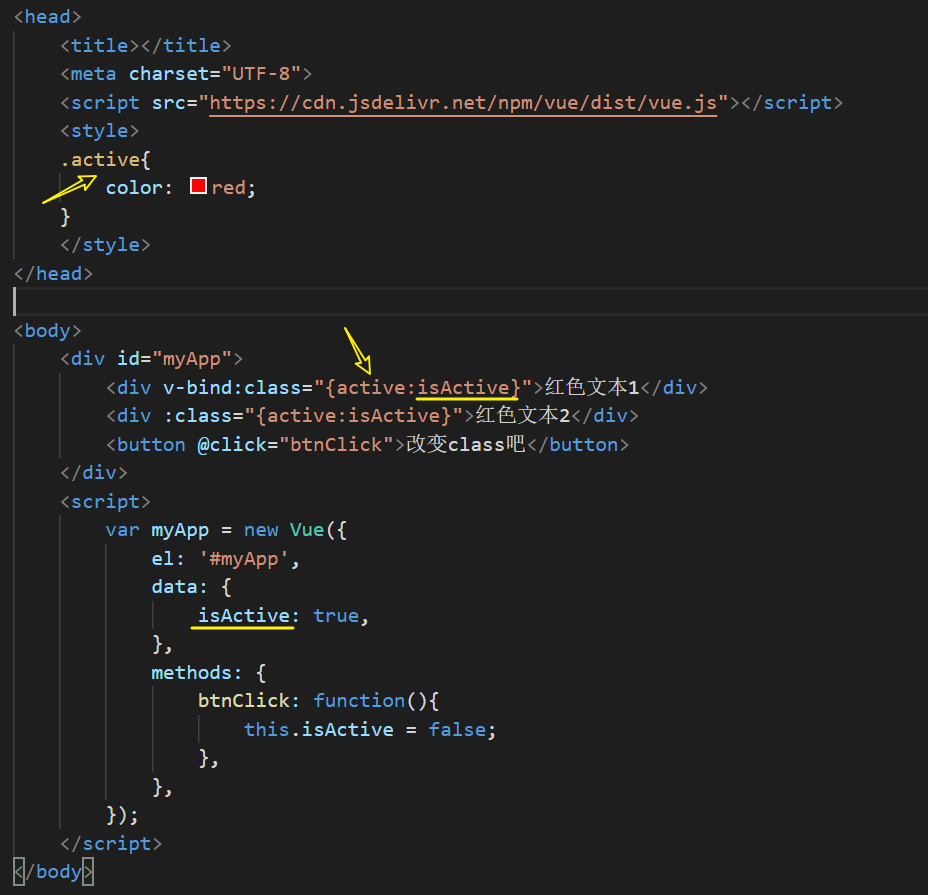 <head>
    <title></title>
    <meta charset="UTF-8">
    <script src="https://cdn.jsdelivr.net/npm/vue/dist/vue.js"></script>
    <style>
    .active{
        color: red;
    }
    </style>
</head>
<body>
    <div id="myApp">
        <div v-bind:class="{active:isActive}">红色文本1</div>
        <div :class="{active:isActive}">红色文本2</div>
        <button @click="btnClick">改变class吧</button>
    </div>
    <script>
        var myApp = new Vue({
            el: '#myApp',
            data: {
                isActive: true,
            },
            methods: {
                btnClick: function(){
                    this.isActive = false;
                },
            },
        });
    </script>
</body>